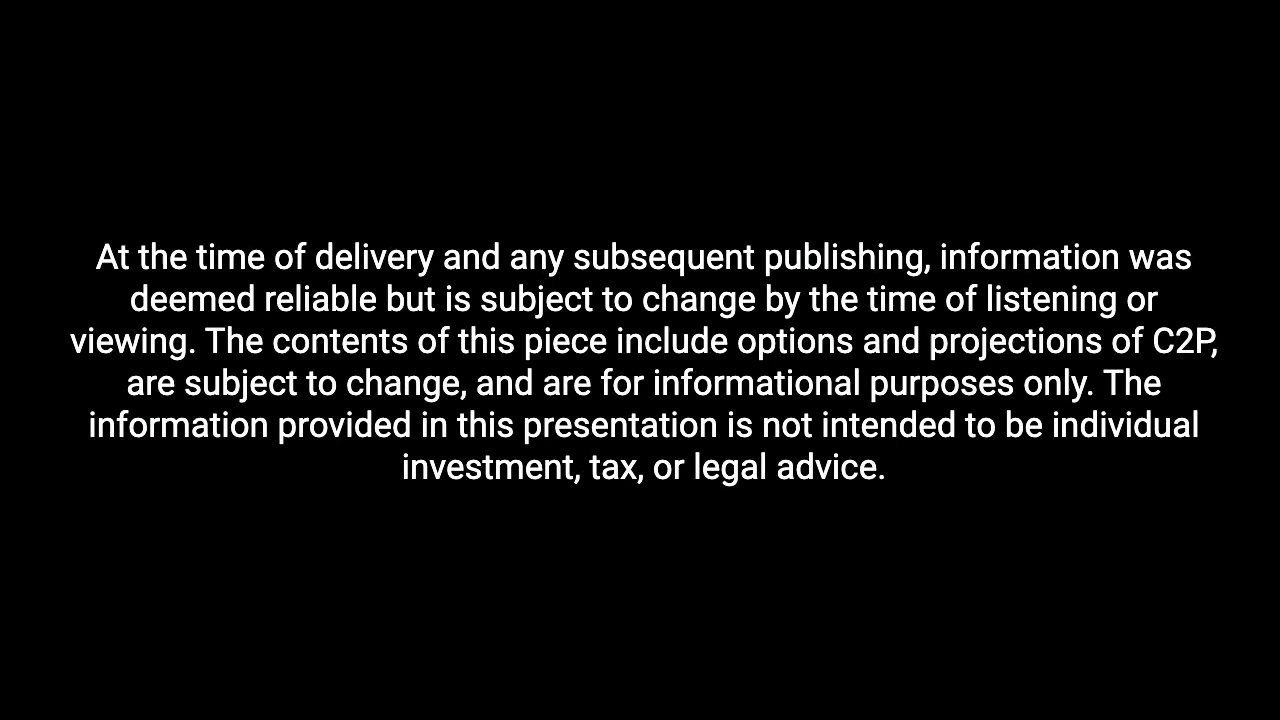 At the time of delivery and any subsequent publishing, information was
deemed reliable but is subject to change by the time of listening or
viewing. The contents of this piece include options and projections of C2P,
are subject to change, and are for informational purposes only. The
information provided in this presentation is not intended to be individual
investment, tax, or legal advice.